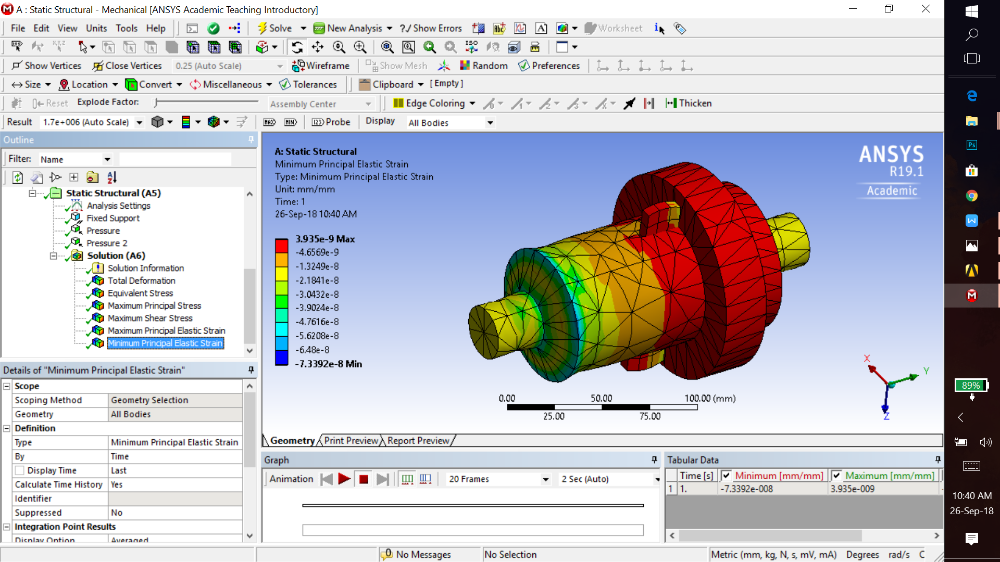 A : Static Structural - Mechanical [ANSYS Academic Teaching Introductory]
File Edit View Units Tools Help Solve New Analysis ?/ Show Errors Worksheet
Show Vertices Close Vertices 0.25 (Auto Scale) Wireframe Show Mesh Random Preferences
Size Location Convert Miscellaneous Tolerances Clipboard [ Empty ]
Reset Explode Factor: Assembly Center Edge Coloring Thicken
Result 1.7e+006 (Auto Scale) MAX MIN Probe Display All Bodies
Outline
Filter: Name
Static Structural (A5)
Analysis Settings
Fixed Support
Pressure
Pressure 2
Solution (A6)
Solution Information
Total Deformation
Equivalent Stress
Maximum Principal Stress
Maximum Shear Stress
Maximum Principal Elastic Strain
Minimum Principal Elastic Strain
Details of "Minimum Principal Elastic Strain"
Scope
Scoping Method Geometry Selection
Geometry All Bodies
Definition
Type Minimum Principal Elastic Strain
By Time
Display Time Last
Calculate Time History Yes
Identifier
Suppressed No
Integration Point Results
Display Option Averaged
A: Static Structural
Minimum Principal Elastic Strain
Type: Minimum Principal Elastic Strain
Unit: mm/mm
Time: 1
26-Sep-18 10:40 AM
3.935e-9 Max
-4.6569e-9
-1.3249e-8
-2.1841e-8
-3.0432e-8
-3.9024e-8
-4.7616e-8
-5.6208e-8
-6.48e-8
-7.3392e-8 Min
ANSYS
R19.1
Academic
X
Y
Z
0.00 50.00 100.00 (mm)
25.00 75.00
Geometry Print Preview Report Preview
Graph
Animation 20 Frames 2 Sec (Auto)
Tabular Data
Time [s] Minimum [mm/mm] Maximum [mm/mm]
1 1. -7.3392e-008 3.935e-009
No Messages No Selection Metric (mm, kg, N, s, mV, mA) Degrees rad/s C
89%
10:40 AM
26-Sep-18